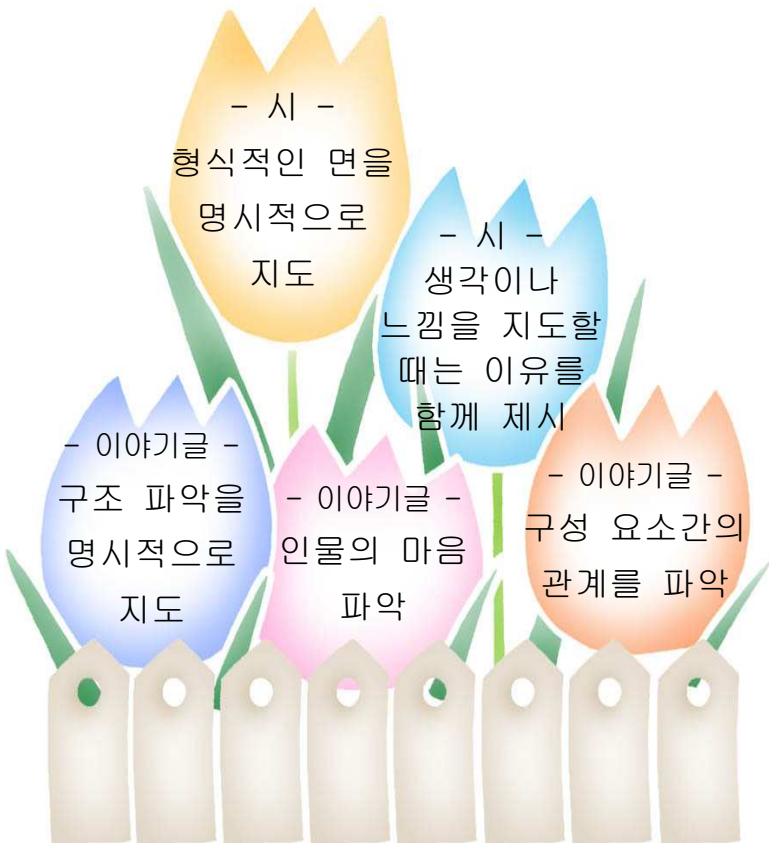 - 시 -
형식적인 면을
명시적으로
지도
- 시 -
생각이나
느낌을 지도할
때는 이유를
함께 제시
- 이야기글 -
구조 파악을
명시적으로
지도
- 이야기글 -
인물의 마음
파악
- 이야기글 -
구성 요소간의
관계를 파악